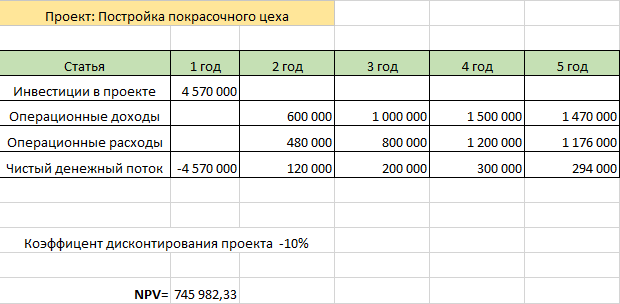 Проект: Постройка покрасочного цеха
Статья 1 год 2 год 3 год 4 год 5 год
Инвестиции в проекте 4 570 000
Операционные доходы 600 000 1 000 000 1 500 000 1 470 000
Операционные расходы 480 000 800 000 1 200 000 1 176 000
Чистый денежный поток -4 570 000 120 000 200 000 300 000 294 000
Коэффицент дисконтирования проекта -10%
NPV= 745 982,33